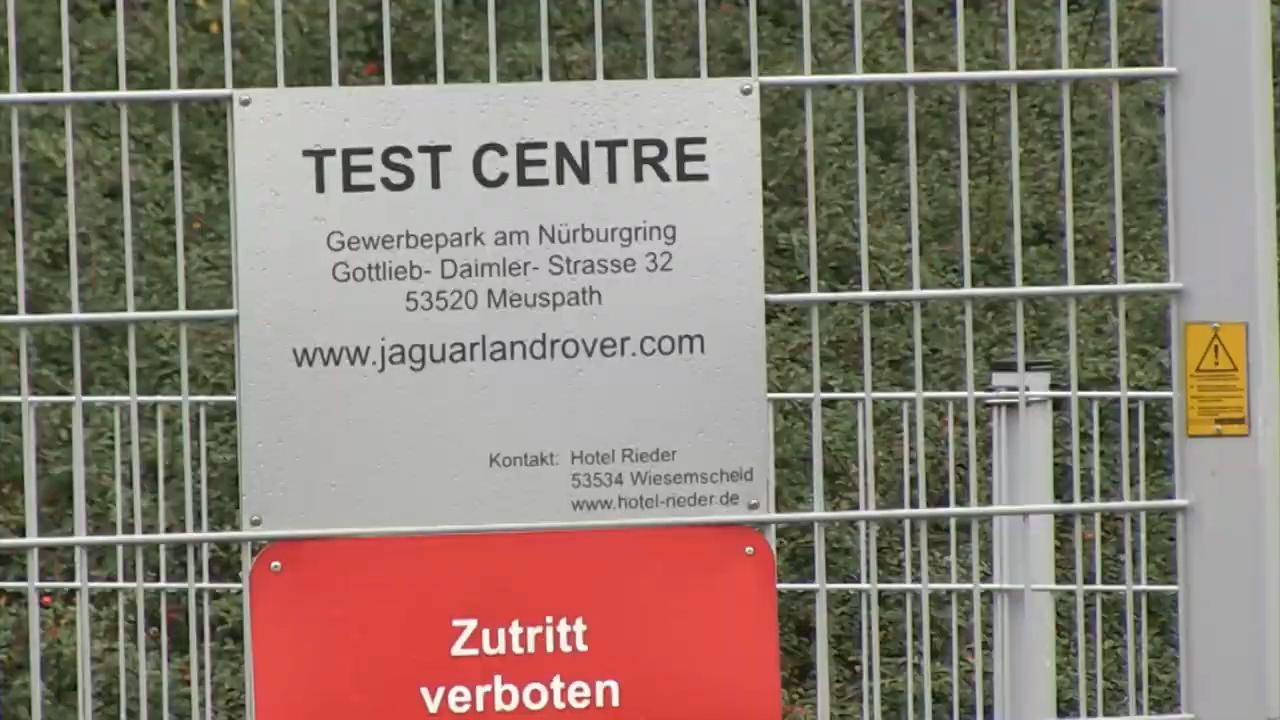 TEST CENTRE
Gewerbepark am Nürburgring
Gottlieb- Daimler- Strasse 32
53520 Meuspath
www.jaguarlandrover.com
Kontakt: Hotel Rieder
53534 Wiesemscheid
www.hotel-rieder.de
Zutritt
verboten